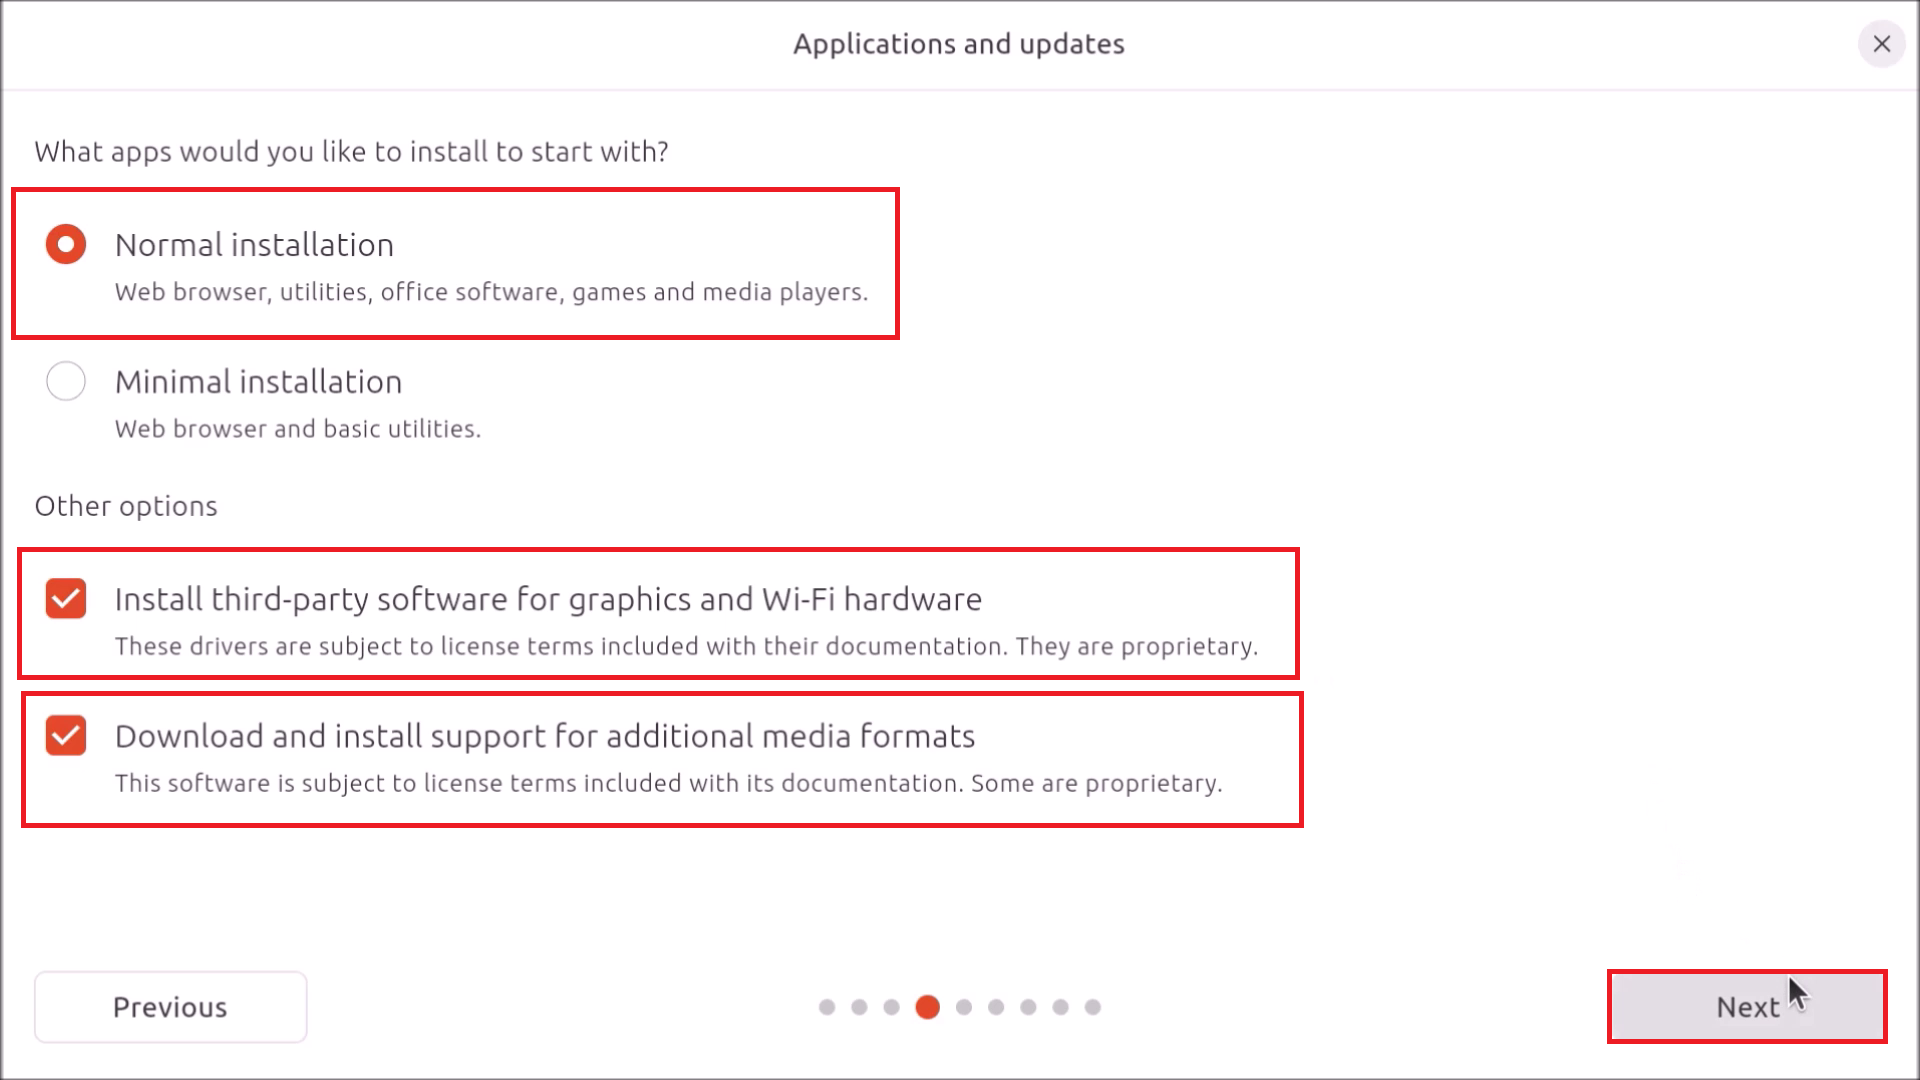 Applications and updates
What apps would you like to install to start with?
Normal installation
Web browser, utilities, office software, games and media players.
Minimal installation
Web browser and basic utilities.
Other options
Install third-party software for graphics and Wi-Fi hardware
These drivers are subject to license terms included with their documentation. They are proprietary.
Download and install support for additional media formats
This software is subject to license terms included with its documentation. Some are proprietary.
Previous
Next